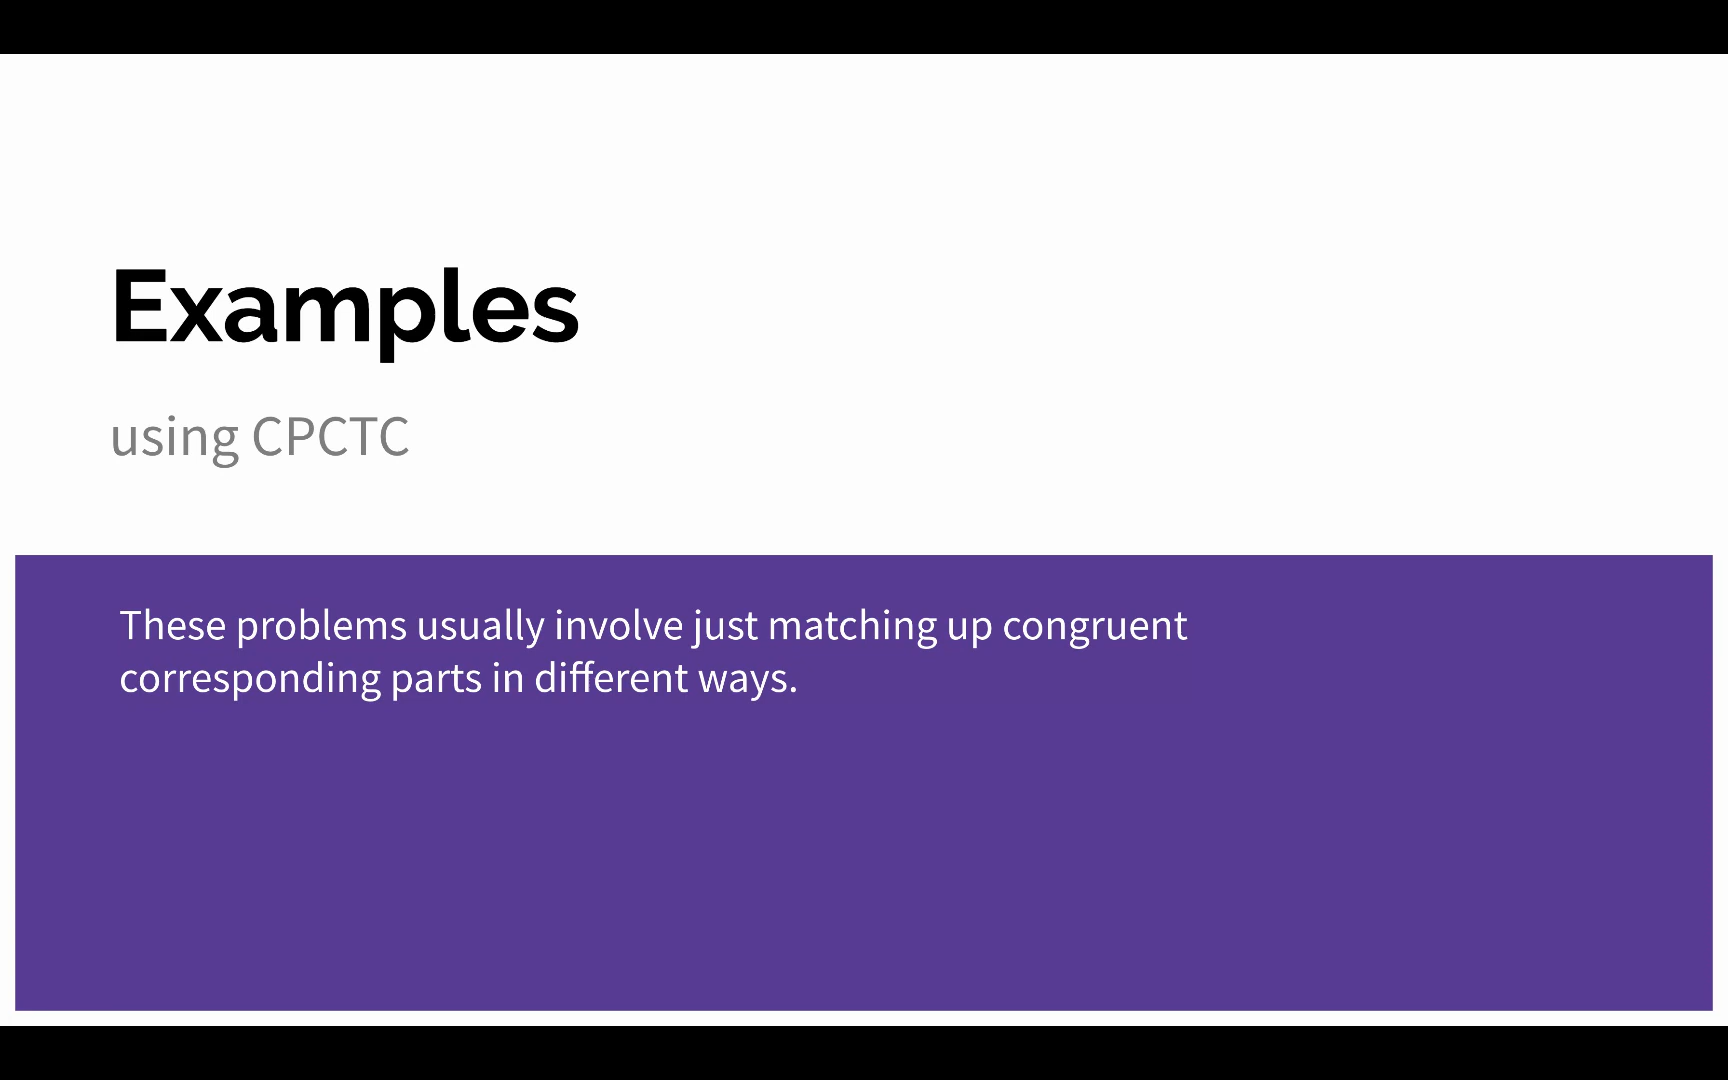 Examples
using CPCTC
These problems usually involve just matching up congruent
corresponding parts in different ways.